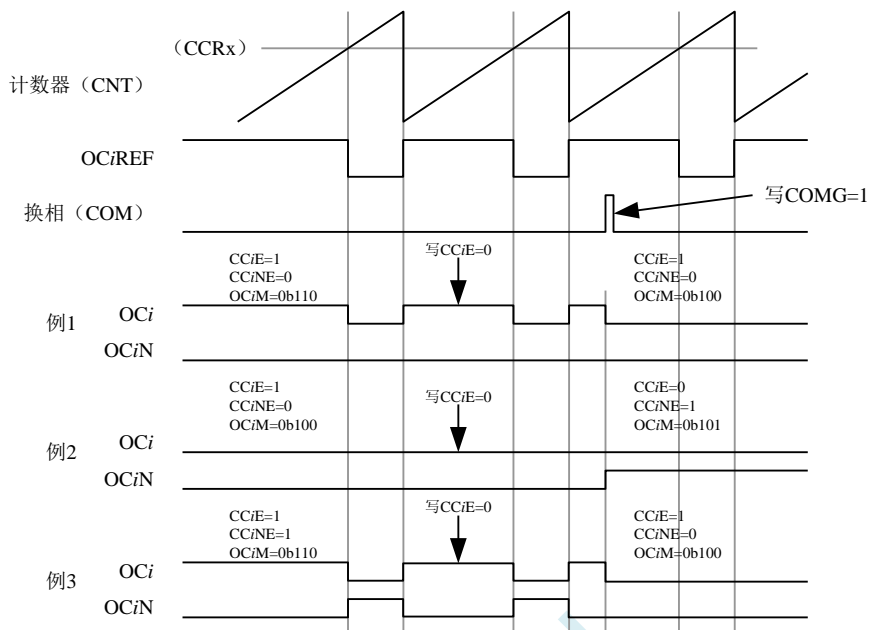 （CCRx）
计数器（CNT）
OCiREF
换相（COM）
写COMG=1
CCiE=1
CCiNE=0
OCiM=0b110
写CCiE=0
CCiE=1
CCiNE=0
OCiM=0b100
例1
OCi
OCiN
CCiE=1
CCiNE=0
OCiM=0b100
写CCiE=0
CCiE=0
CCiNE=1
OCiM=0b101
例2
OCi
OCiN
CCiE=1
CCiNE=1
OCiM=0b110
写CCiE=0
CCiE=1
CCiNE=0
OCiM=0b100
例3
OCi
OCiN